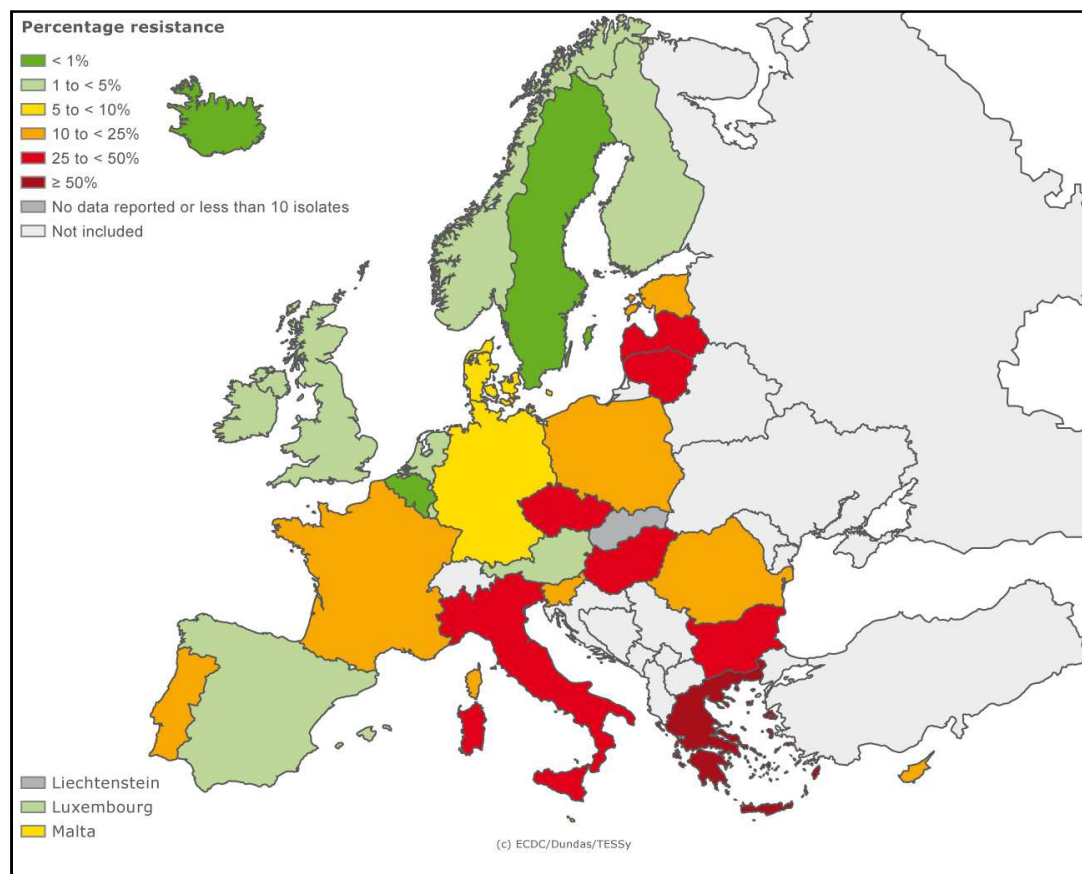 Percentage resistance
< 1%
1 to < 5%
5 to < 10%
10 to < 25%
25 to < 50%
≥ 50%
No data reported or less than 10 isolates
Not included
Liechtenstein
Luxembourg
Malta
(c) ECDC/Dundas/TESSy